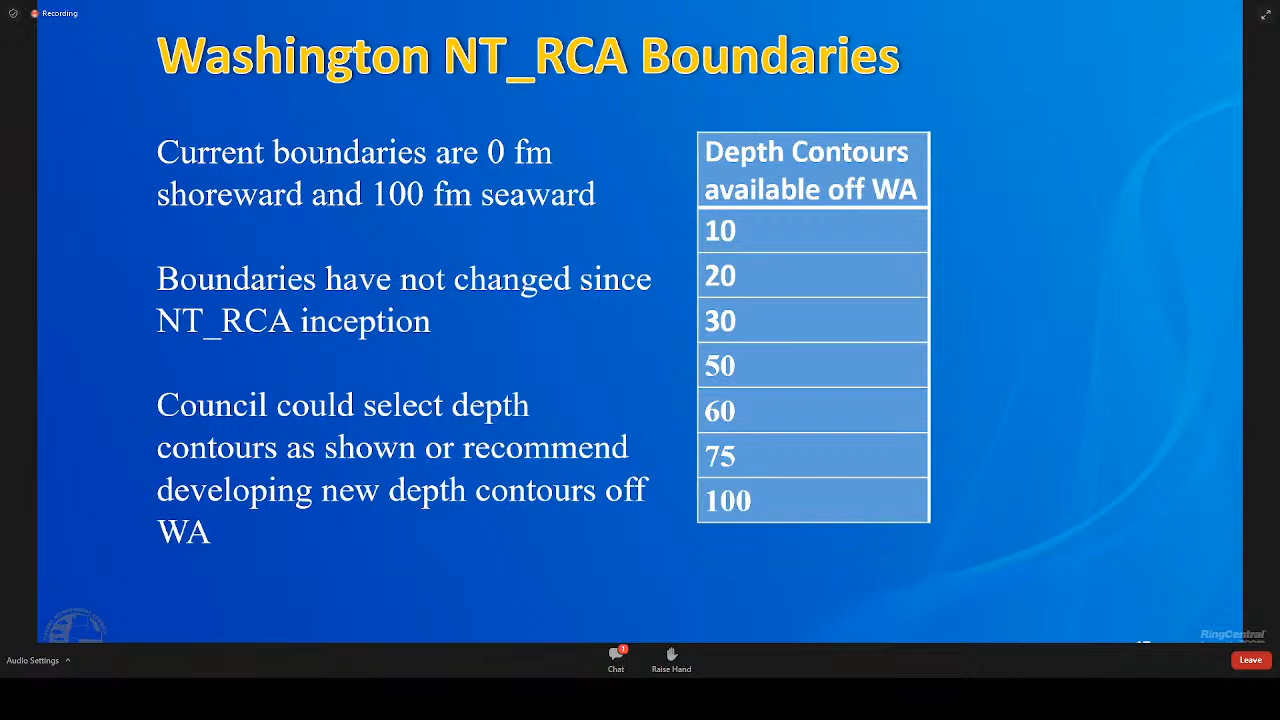 Recording
Washington NT_RCA Boundaries
Current boundaries are 0 fm
shoreward and 100 fm seaward
Boundaries have not changed since
NT_RCA inception
Council could select depth
contours as shown or recommend
developing new depth contours off
WA
Depth Contours
available off WA
10
20
30
50
60
75
100
RingCentral
Audio Settings
1
Chat
Raise Hand
Leave